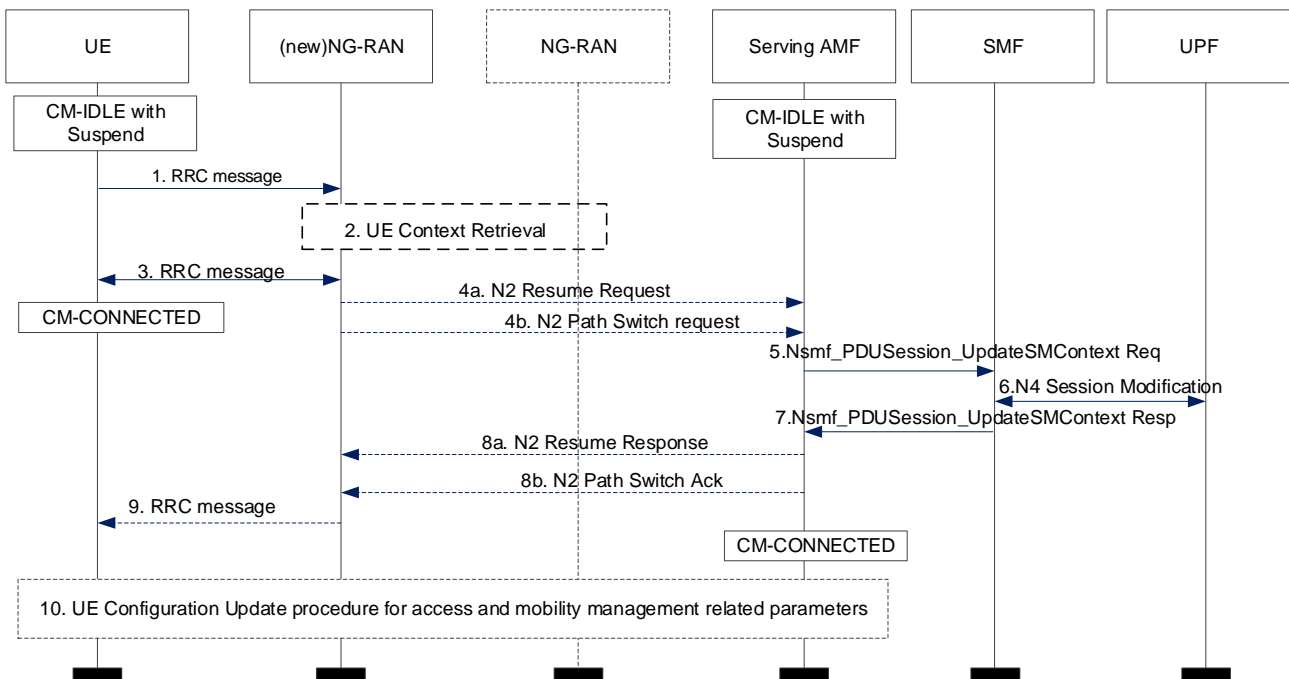 UE
(new)NG-RAN
NG-RAN
Serving AMF
SMF
UPF
CM-IDLE with
Suspend
CM-IDLE with
Suspend
1. RRC message
2. UE Context Retrieval
3. RRC message
4a. N2 Resume Request
CM-CONNECTED
4b. N2 Path Switch request
5.Nsmf_PDUSession_UpdateSMContext Req
6.N4 Session Modification
7.Nsmf_PDUSession_UpdateSMContext Resp
8a. N2 Resume Response
8b. N2 Path Switch Ack
9. RRC message
CM-CONNECTED
10. UE Configuration Update procedure for access and mobility management related parameters